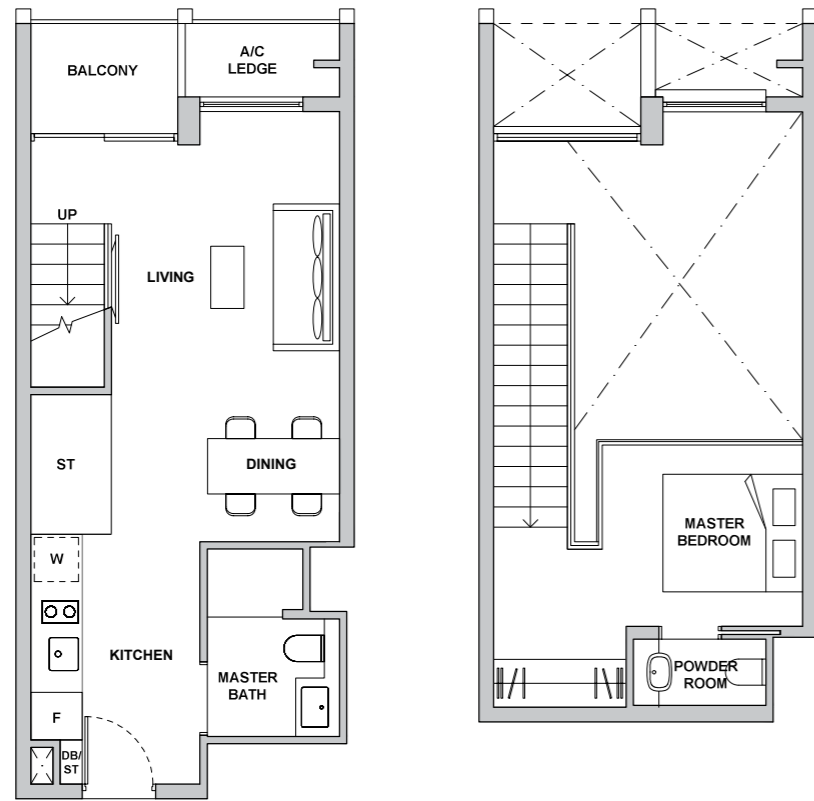 BALCONY
A/C
LEDGE
UP
LIVING
ST
DINING
W
KITCHEN
MASTER
BATH
F
DB/
ST
MASTER
BEDROOM
POWDER
ROOM